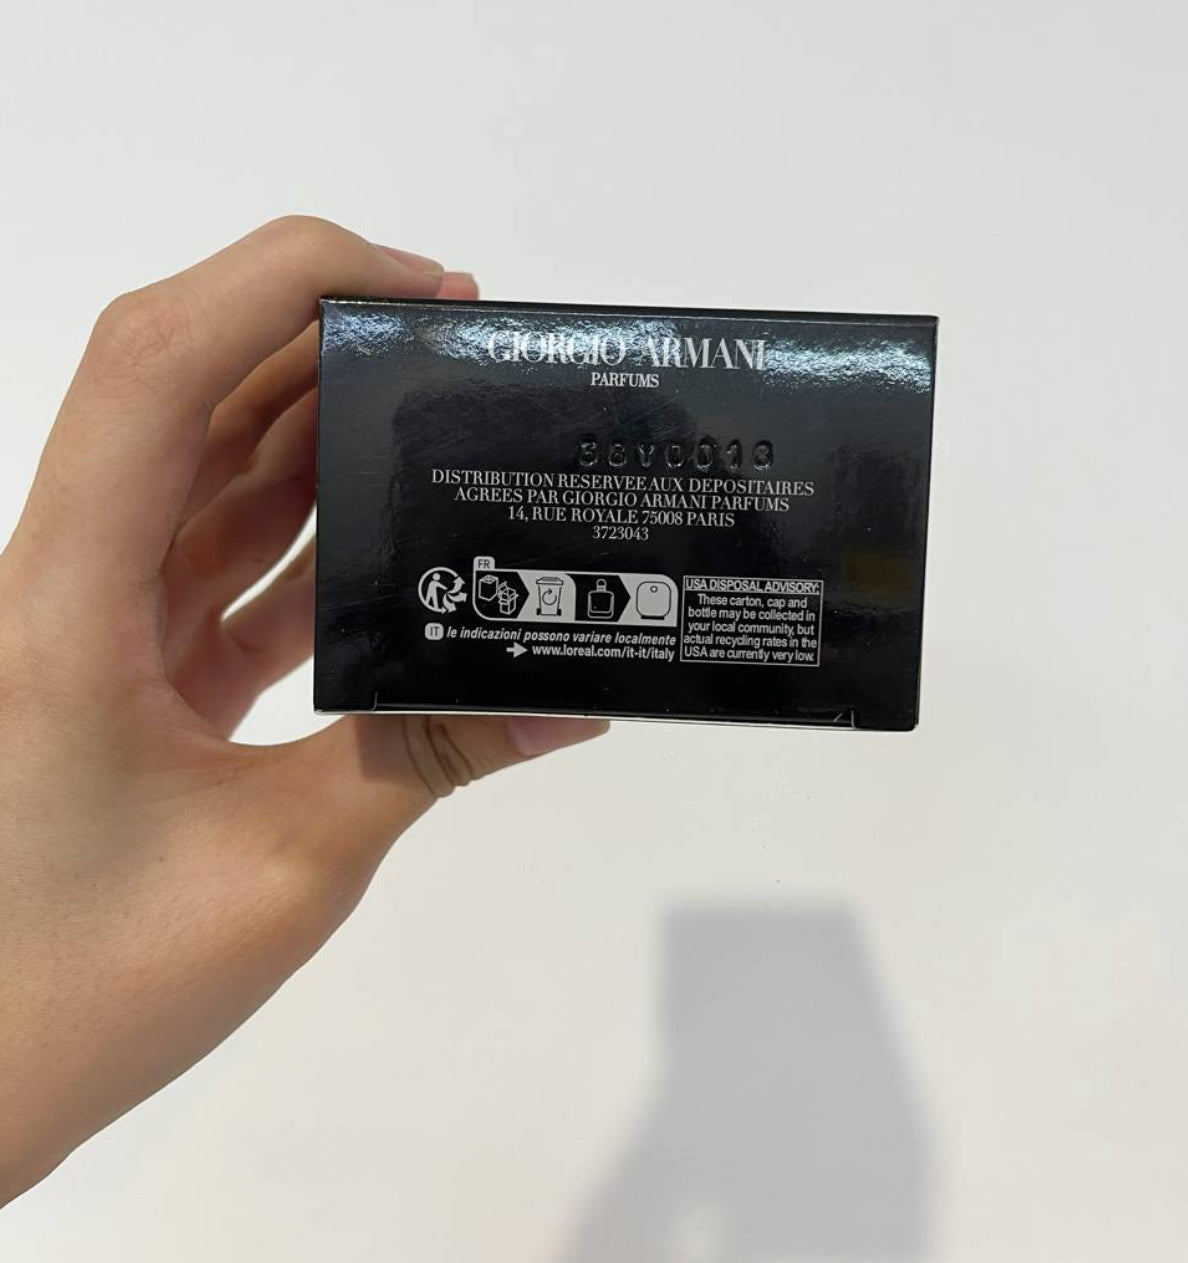 GIORGIO ARMANI
PARFUMS
38Y0018
DISTRIBUTION RESERVEE AUX DEPOSITAIRES
AGREES PAR GIORGIO ARMANI PARFUMS
14, RUE ROYALE 75008 PARIS
3723043
FR
IT le indicazioni possono variare localmente
www.loreal.com/it-it/italy
USA DISPOSAL ADVISORY:
These carton, cap and
bottle may be collected in
your local community, but
actual recycling rates in the
USA are currently very low.